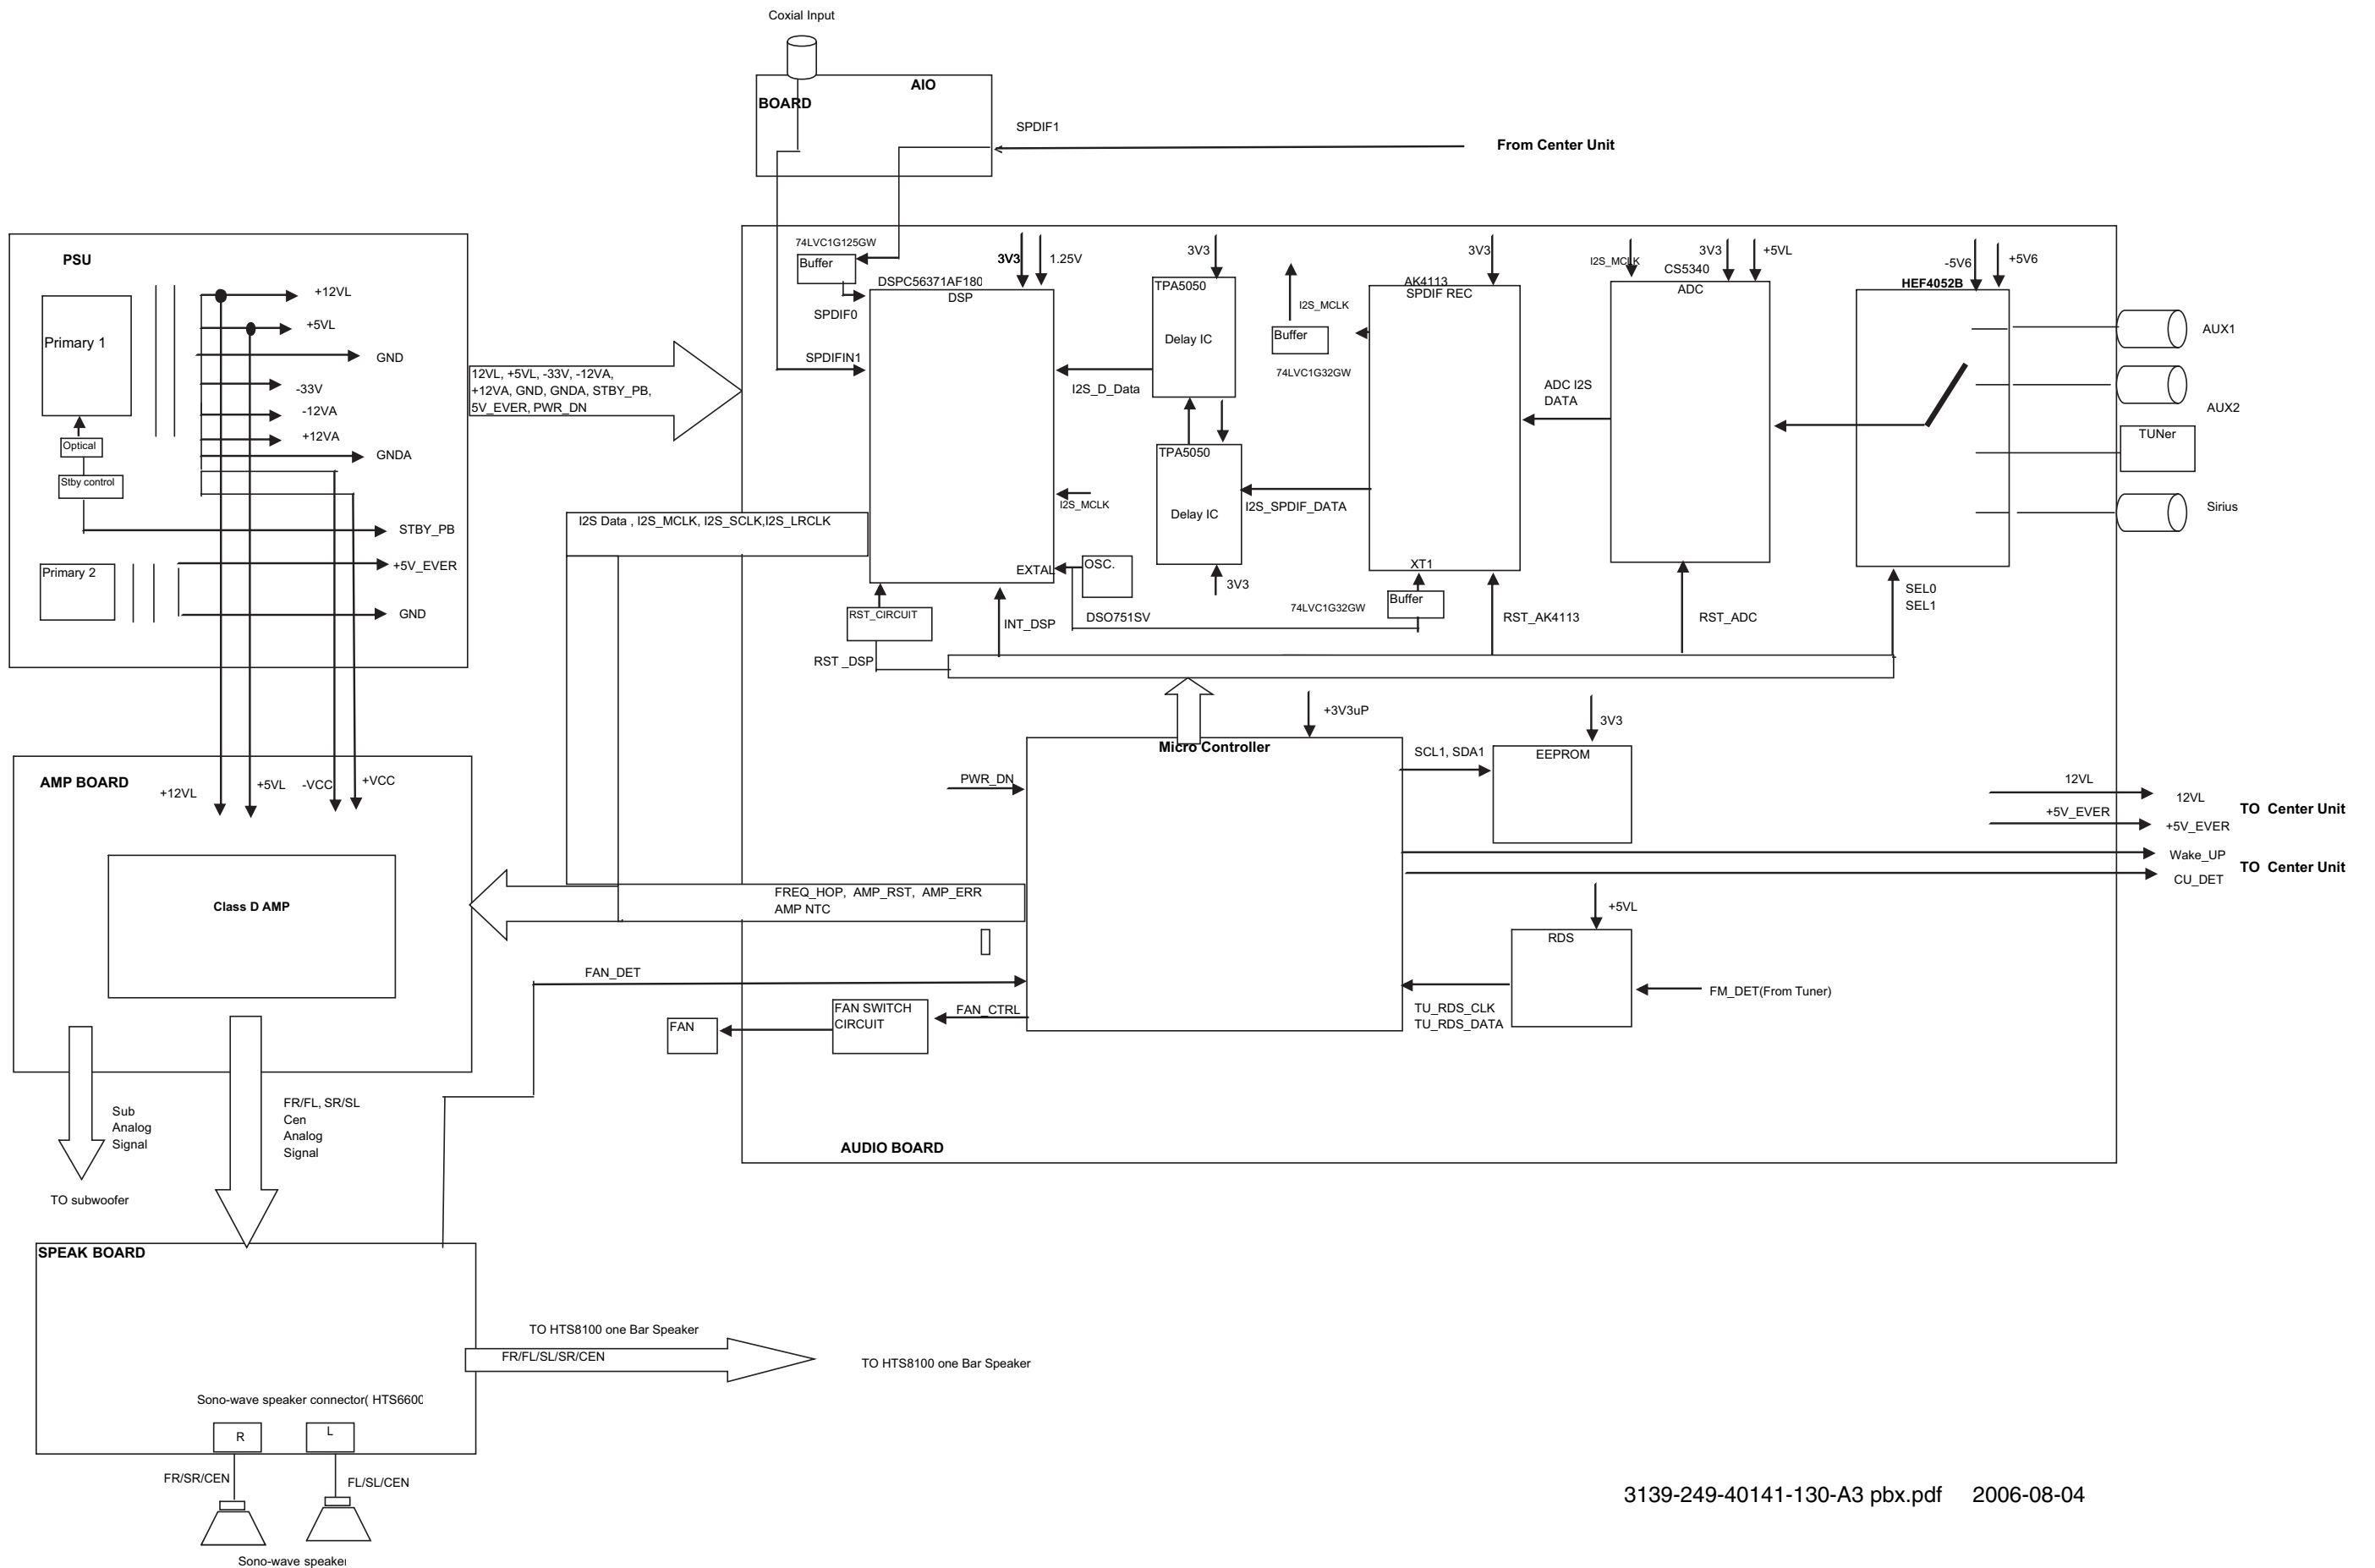 Coxial Input
AIO
BOARD
SPDIF1
From Center Unit
PSU
Primary 1
+12VL
+5VL
GND
-33V
-12VA
+12VA
GNDA
Optical
Stby control
STBY_PB
Primary 2
+5V_EVER
GND
12VL, +5VL, -33V, -12VA,
+12VA, GND, GNDA, STBY_PB,
5V_EVER, PWR_DN
74LVC1G125GW
Buffer
SPDIF0
SPDIFIN1
3V3
1.25V
DSPC56371AF180
DSP
I2S_MCLK
EXTAL
OSC.
DSO751SV
RST_CIRCUIT
RST _DSP
INT_DSP
3V3
TPA5050
Delay IC
I2S_D_Data
TPA5050
Delay IC
3V3
I2S_SPDIF_DATA
I2S_MCLK
Buffer
74LVC1G32GW
3V3
AK4113
SPDIF REC
XT1
74LVC1G32GW
Buffer
RST_AK4113
ADC I2S
DATA
I2S_MCLK
3V3
+5VL
CS5340
ADC
RST_ADC
-5V6
+5V6
HEF4052B
SEL0
SEL1
AUX1
AUX2
TUNer
Sirius
I2S Data , I2S_MCLK, I2S_SCLK,I2S_LRCLK
AMP BOARD
+12VL
+5VL
-VCC
+VCC
Class D AMP
FREQ_HOP, AMP_RST, AMP_ERR
AMP NTC
Micro Controller
+3V3uP
PWR_DN
SCL1, SDA1
3V3
EEPROM
12VL
12VL
+5V_EVER
+5V_EVER
TO Center Unit
Wake_UP
CU_DET
TO Center Unit
+5VL
RDS
TU_RDS_CLK
TU_RDS_DATA
FM_DET(From Tuner)
FAN_DET
FAN
FAN SWITCH
CIRCUIT
FAN_CTRL
AUDIO BOARD
Sub
Analog
Signal
TO subwoofer
FR/FL, SR/SL
Cen
Analog
Signal
SPEAK BOARD
TO HTS8100 one Bar Speaker
FR/FL/SL/SR/CEN
TO HTS8100 one Bar Speaker
Sono-wave speaker connector( HTS6600
R
L
FR/SR/CEN
FL/SL/CEN
Sono-wave speaker
3139-249-40141-130-A3 pbx.pdf 2006-08-04